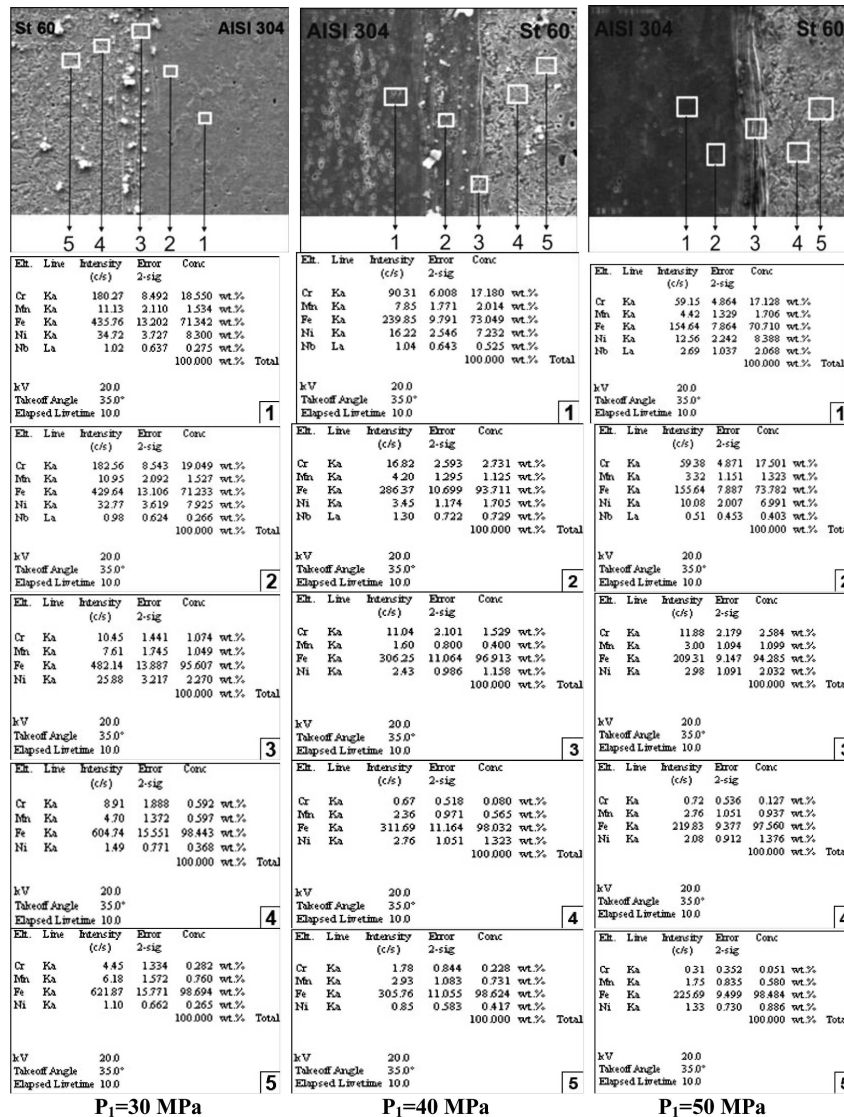 St 60 AISI 304
5 4 3 2 1
Elt. Line Intensity Error Conc
(c/s) 2-sig
Cr Ka 180.27 8.492 18.550 wt.%
Mn Ka 11.13 2.110 1.534 wt.%
Fe Ka 435.76 13.202 71.342 wt.%
Ni Ka 34.72 3.727 8.300 wt.%
Nb La 1.02 0.637 0.275 wt.%
100.000 wt.% Total
kV 20.0
Takeoff Angle 35.0°
Elapsed Livetime 10.0
1
Elt. Line Intensity Error Conc
(c/s) 2-sig
Cr Ka 182.56 8.543 19.049 wt.%
Mn Ka 10.95 2.092 1.527 wt.%
Fe Ka 429.64 13.106 71.233 wt.%
Ni Ka 32.77 3.619 7.925 wt.%
Nb La 0.98 0.624 0.266 wt.%
100.000 wt.% Total
kV 20.0
Takeoff Angle 35.0°
Elapsed Livetime 10.0
2
Elt. Line Intensity Error Conc
(c/s) 2-sig
Cr Ka 10.45 1.441 1.074 wt.%
Mn Ka 7.61 1.745 1.049 wt.%
Fe Ka 482.14 13.887 95.607 wt.%
Ni Ka 25.88 3.217 2.270 wt.%
100.000 wt.% Total
kV 20.0
Takeoff Angle 35.0°
Elapsed Livetime 10.0
3
Elt. Line Intensity Error Conc
(c/s) 2-sig
Cr Ka 8.91 1.888 0.592 wt.%
Mn Ka 4.70 1.372 0.597 wt.%
Fe Ka 604.74 15.551 98.443 wt.%
Ni Ka 1.49 0.771 0.368 wt.%
100.000 wt.% Total
kV 20.0
Takeoff Angle 35.0°
Elapsed Livetime 10.0
4
Elt. Line Intensity Error Conc
(c/s) 2-sig
Cr Ka 4.45 1.334 0.282 wt.%
Mn Ka 6.18 1.572 0.760 wt.%
Fe Ka 621.87 15.771 98.694 wt.%
Ni Ka 1.10 0.662 0.265 wt.%
100.000 wt.% Total
kV 20.0
Takeoff Angle 35.0°
Elapsed Livetime 10.0
5
P1=30 MPa
AISI 304 St 60
1 2 3 4 5
Elt. Line Intensity Error Conc
(c/s) 2-sig
Cr Ka 90.31 6.008 17.180 wt.%
Mn Ka 7.85 1.771 2.014 wt.%
Fe Ka 239.85 9.791 73.049 wt.%
Ni Ka 16.22 2.546 7.232 wt.%
Nb La 1.04 0.643 0.525 wt.%
100.000 wt.% Total
kV 20.0
Takeoff Angle 35.0°
Elapsed Livetime 10.0
1
Elt. Line Intensity Error Conc
(c/s) 2-sig
Cr Ka 16.82 2.593 2.731 wt.%
Mn Ka 4.20 1.295 1.125 wt.%
Fe Ka 286.37 10.699 93.711 wt.%
Ni Ka 3.45 1.174 1.705 wt.%
Nb La 1.30 0.722 0.729 wt.%
100.000 wt.% Total
kV 20.0
Takeoff Angle 35.0°
Elapsed Livetime 10.0
2
Elt. Line Intensity Error Conc
(c/s) 2-sig
Cr Ka 11.04 2.101 1.529 wt.%
Mn Ka 1.60 0.800 0.400 wt.%
Fe Ka 306.25 11.064 96.913 wt.%
Ni Ka 2.43 0.986 1.158 wt.%
100.000 wt.% Total
kV 20.0
Takeoff Angle 35.0°
Elapsed Livetime 10.0
3
Elt. Line Intensity Error Conc
(c/s) 2-sig
Cr Ka 0.67 0.518 0.080 wt.%
Mn Ka 2.36 0.971 0.565 wt.%
Fe Ka 311.69 11.164 98.032 wt.%
Ni Ka 2.76 1.051 1.323 wt.%
100.000 wt.% Total
kV 20.0
Takeoff Angle 35.0°
Elapsed Livetime 10.0
4
Elt. Line Intensity Error Conc
(c/s) 2-sig
Cr Ka 1.78 0.844 0.228 wt.%
Mn Ka 2.93 1.083 0.731 wt.%
Fe Ka 305.76 11.055 98.624 wt.%
Ni Ka 0.85 0.583 0.417 wt.%
100.000 wt.% Total
kV 20.0
Takeoff Angle 35.0°
Elapsed Livetime 10.0
5
P1=40 MPa
AISI 304 St 60
1 2 3 4 5
Elt. Line Intensity Error Conc
(c/s) 2-sig
Cr Ka 59.15 4.864 17.128 wt.%
Mn Ka 4.42 1.329 1.706 wt.%
Fe Ka 154.64 7.864 70.710 wt.%
Ni Ka 12.56 2.242 8.388 wt.%
Nb La 2.69 1.037 2.068 wt.%
100.000 wt.% Total
kV 20.0
Takeoff Angle 35.0°
Elapsed Livetime 10.0
1
Elt. Line Intensity Error Conc
(c/s) 2-sig
Cr Ka 59.38 4.871 17.501 wt.%
Mn Ka 3.32 1.151 1.323 wt.%
Fe Ka 155.64 7.887 73.782 wt.%
Ni Ka 10.08 2.007 6.991 wt.%
Nb La 0.51 0.453 0.403 wt.%
100.000 wt.% Total
kV 20.0
Takeoff Angle 35.0°
Elapsed Livetime 10.0
2
Elt. Line Intensity Error Conc
(c/s) 2-sig
Cr Ka 11.88 2.179 2.584 wt.%
Mn Ka 3.00 1.094 1.099 wt.%
Fe Ka 209.31 9.147 94.285 wt.%
Ni Ka 2.98 1.091 2.032 wt.%
100.000 wt.% Total
kV 20.0
Takeoff Angle 35.0°
Elapsed Livetime 10.0
3
Elt. Line Intensity Error Conc
(c/s) 2-sig
Cr Ka 0.72 0.536 0.127 wt.%
Mn Ka 2.76 1.051 0.937 wt.%
Fe Ka 219.83 9.377 97.560 wt.%
Ni Ka 2.08 0.912 1.376 wt.%
100.000 wt.% Total
kV 20.0
Takeoff Angle 35.0°
Elapsed Livetime 10.0
4
Elt. Line Intensity Error Conc
(c/s) 2-sig
Cr Ka 0.31 0.352 0.051 wt.%
Mn Ka 1.75 0.835 0.580 wt.%
Fe Ka 225.69 9.499 98.484 wt.%
Ni Ka 1.33 0.730 0.886 wt.%
100.000 wt.% Total
kV 20.0
Takeoff Angle 35.0°
Elapsed Livetime 10.0
5
P1=50 MPa